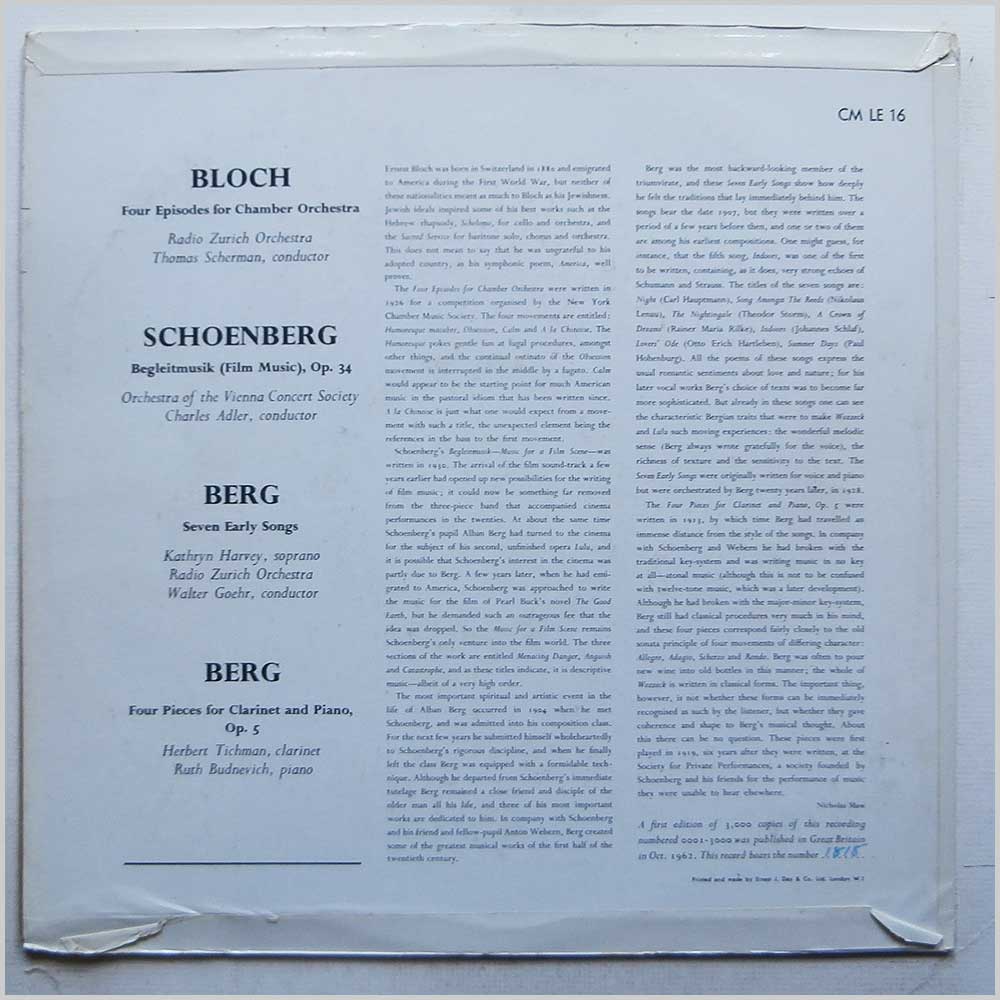 CM LE 16
BLOCH
Four Episodes for Chamber Orchestra
Radio Zurich Orchestra
Thomas Scherman, conductor
SCHOENBERG
Begleitmusik (Film Music), Op. 34
Orchestra of the Vienna Concert Society
Charles Adler, conductor
BERG
Seven Early Songs
Kathryn Harvey, soprano
Radio Zurich Orchestra
Walter Goehr, conductor
BERG
Four Pieces for Clarinet and Piano,
Op. 5
Herbert Tichman, clarinet
Ruth Budnevich, piano
Ernest Bloch was born in Switzerland in 1880 and emigrated
to America during the First World War, but neither of
these nationalities meant as much to Bloch as his Jewishness.
Jewish ideals inspired some of his best works such as the
Hebrew rhapsody, Schelomo, for cello and orchestra, and
the Sacred Service for baritone solo, chorus and orchestra.
This does not mean to say that he was ungrateful to his
adopted country, as his symphonic poem, America, well
proves.
The Four Episodes for Chamber Orchestra were written in
1926 for a competition organised by the New York
Chamber Music Society. The four movements are entitled:
Humoresque macabre, Obsession, Calm and A la Chinoise. The
Humoresque pokes gentle fun at fugal procedures, amongst
other things, and the continual ostinato of the Obsession
movement is interrupted in the middle by a fugato. Calm
would appear to be the starting point for much American
music in the pastoral idiom that has been written since.
A la Chinoise is just what one would expect from a move-
ment with such a title, the unexpected element being the
references in the bass to the first movement.
Schoenberg's Begleitmusik—Music for a Film Scene—was
written in 1930. The arrival of the film sound-track a few
years earlier had opened up new possibilities for the writing
of film music; it could now be something far removed
from the three-piece band that accompanied cinema
performances in the twenties. At about the same time
Schoenberg's pupil Alban Berg had turned to the cinema
for the subject of his second, unfinished opera Lulu, and
it is possible that Schoenberg's interest in the cinema was
partly due to Berg. A few years later, when he had emi-
grated to America, Schoenberg was approached to write
the music for the film of Pearl Buck's novel The Good
Earth, but he demanded such an outrageous fee that the
idea was dropped. So the Music for a Film Scene remains
Schoenberg's only venture into the film world. The three
sections of the work are entitled Menacing Danger, Anguish
and Catastrophe, and as these titles indicate, it is descriptive
music—albeit of a very high order.
The most important spiritual and artistic event in the
life of Alban Berg occurred in 1904 when he met
Schoenberg, and was admitted into his composition class.
For the next few years he submitted himself wholeheartedly
to Schoenberg's rigorous discipline, and when he finally
left the class Berg was equipped with a formidable tech-
nique. Although he departed from Schoenberg's immediate
tutelage Berg remained a close friend and disciple of the
older man all his life, and three of his most important
works are dedicated to him. In company with Schoenberg
and his friend and fellow-pupil Anton Webern, Berg created
some of the greatest musical works of the first half of the
twentieth century.
Berg was the most backward-looking member of the
triumvirate, and these Seven Early Songs show how deeply
he felt the traditions that lay immediately behind him. The
songs bear the date 1907, but they were written over a
period of a few years before then, and one or two of them
are among his earliest compositions. One might guess, for
instance, that the fifth song, Indoors, was one of the first
to be written, containing, as it does, very strong echoes of
Schumann and Strauss. The titles of the seven songs are:
Night (Carl Hauptmann), Song Amongst The Reeds (Nikolaus
Lenau), The Nightingale (Theodor Storm), A Crown of
Dreams (Rainer Maria Rilke), Indoors (Johannes Schlaf),
Lovers' Ode (Otto Erich Hartleben), Summer Days (Paul
Hohenburg). All the poems of these songs express the
usual romantic sentiments about love and nature; for his
later vocal works Berg's choice of texts was to become far
more sophisticated. But already in these songs one can see
the characteristic Bergian traits that were to make Wozzeck
and Lulu such moving experiences: the wonderful melodic
sense (Berg always wrote gratefully for the voice), the
richness of texture and the sensitivity to the text. The
Seven Early Songs were originally written for voice and piano
but were orchestrated by Berg twenty years later, in 1928.
The Four Pieces for Clarinet and Piano, Op. 5 were
written in 1913, by which time Berg had travelled an
immense distance from the style of the songs. In company
with Schoenberg and Webern he had broken with the
traditional key-system and was writing music in no key
at all—atonal music (although this is not to be confused
with twelve-tone music, which was a later development).
Although he had broken with the major-minor key-system,
Berg still had classical procedures very much in his mind,
and these four pieces correspond fairly closely to the old
sonata principle of four movements of differing character:
Allegro, Adagio, Scherzo and Rondo. Berg was often to pour
new wine into old bottles in this manner; the whole of
Wozzeck is written in classical forms. The important thing,
however, is not whether these forms can be immediately
recognised as such by the listener, but whether they gave
coherence and shape to Berg's musical thought. About
this there can be no question. These pieces were first
played in 1919, six years after they were written, at the
Society for Private Performances, a society founded by
Schoenberg and his friends for the performance of music
they were unable to hear elsewhere.
Nicholas Maw
A first edition of 3,000 copies of this recording
numbered 0001-3000 was published in Great Britain
in Oct. 1962. This record bears the number 1815
Printed and made by Ernest J. Day & Co. Ltd. London W.1